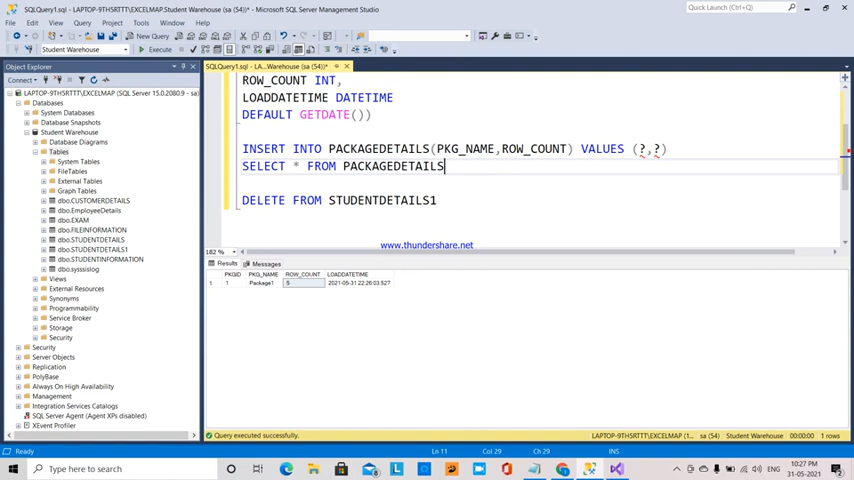 SQLQuery1.sql - LAPTOP-9TH5RTTT\EXCELMAP.Student Warehouse (sa (54))* - Microsoft SQL Server Management Studio
Quick Launch (Ctrl+Q)
File Edit View Query Project Tools Window Help
New Query
Student Warehouse Execute
Object Explorer
SQLQuery1.sql - LA...Warehouse (sa (54))*
Connect
LAPTOP-9TH5RTTT\EXCELMAP (SQL Server 15.0.2080.9 - sa)
Databases
System Databases
Database Snapshots
Student Warehouse
Database Diagrams
Tables
System Tables
FileTables
External Tables
Graph Tables
dbo.CUSTOMERDETAILS
dbo.EmployeeDetails
dbo.EXAM
dbo.FILEINFORMATION
dbo.STUDENTDETAILS
dbo.STUDENTDETAILS1
dbo.STUDENTINFORMATION
dbo.sysssislog
Views
External Resources
Synonyms
Programmability
Service Broker
Storage
Security
Security
Server Objects
Replication
PolyBase
Always On High Availability
Management
Integration Services Catalogs
SQL Server Agent (Agent XPs disabled)
XEvent Profiler
ROW_COUNT INT,
LOADDATETIME DATETIME
DEFAULT GETDATE())
INSERT INTO PACKAGEDETAILS(PKG_NAME,ROW_COUNT) VALUES (?,?)
SELECT * FROM PACKAGEDETAILS
DELETE FROM STUDENTDETAILS1
www.thundershare.net
182 %
Results Messages
PKGID PKG_NAME ROW_COUNT LOADDATETIME
1 1 Package1 5 2021-05-31 22:26:03.527
Query executed successfully.
LAPTOP-9TH5RTTT\EXCELMAP (1... sa (54) Student Warehouse 00:00:00 1 rows
Ready
Ln 11 Col 29 Ch 29 INS
Type here to search
ENG
10:27 PM
31-05-2021